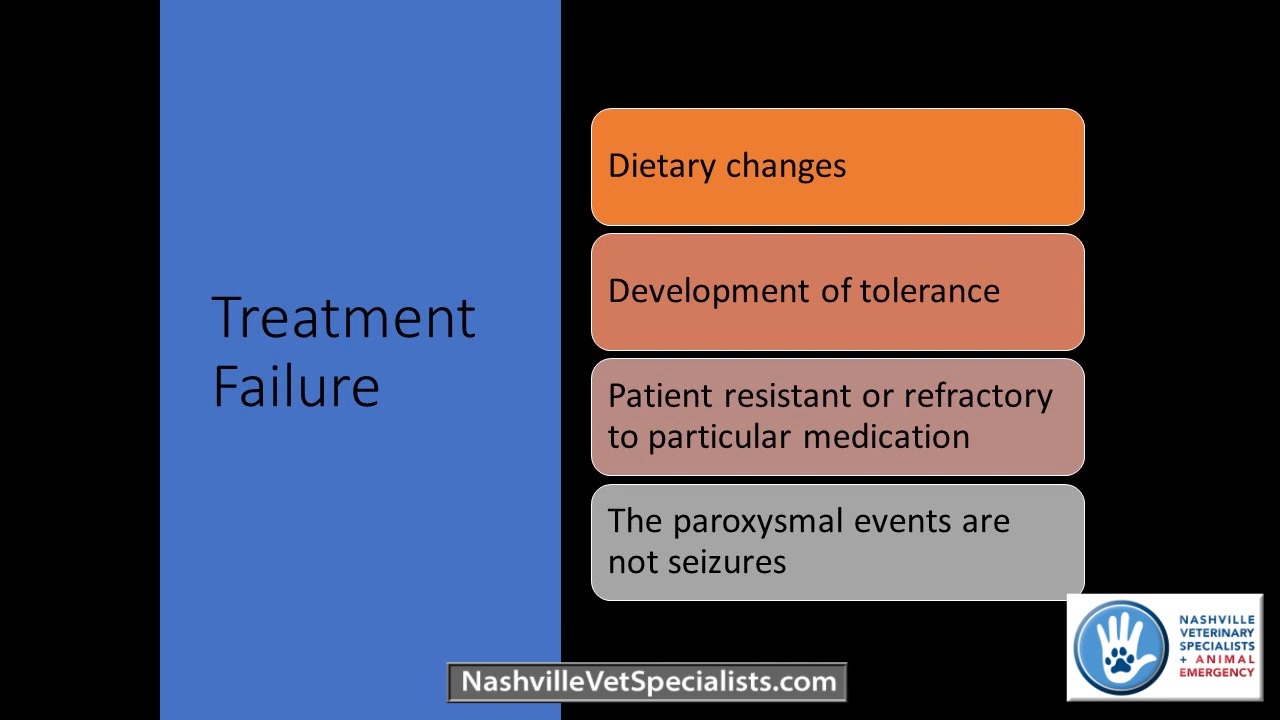 Treatment
Failure
Dietary changes
Development of tolerance
Patient resistant or refractory
to particular medication
The paroxysmal events are
not seizures
NASHVILLE
VETERINARY
SPECIALISTS
+ ANIMAL
EMERGENCY
NashvilleVetSpecialists.com